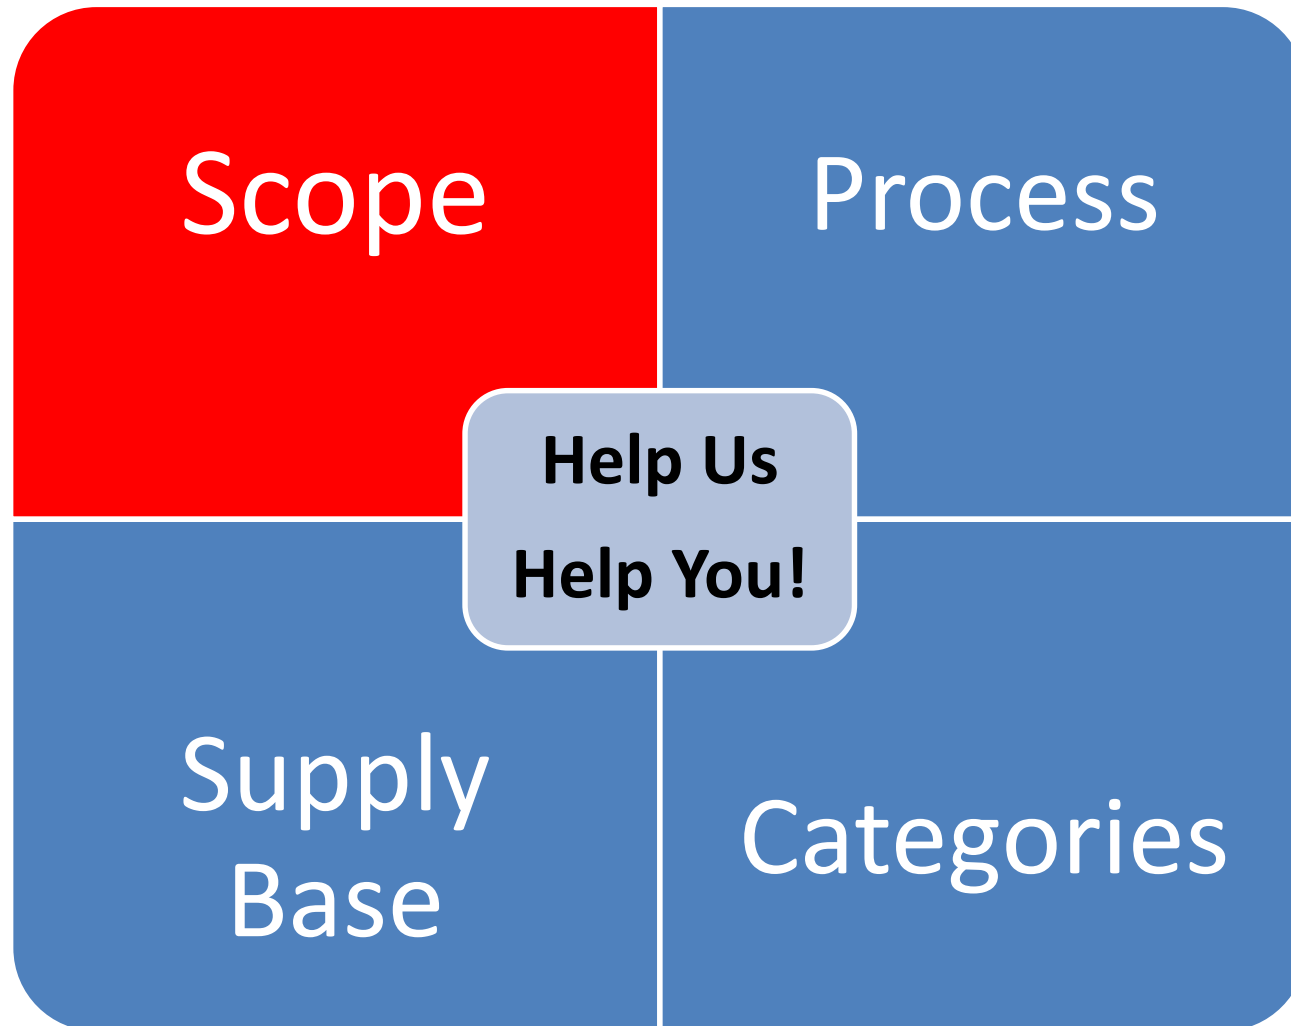 Scope
Process
Help Us
Help You!
Supply
Base
Categories